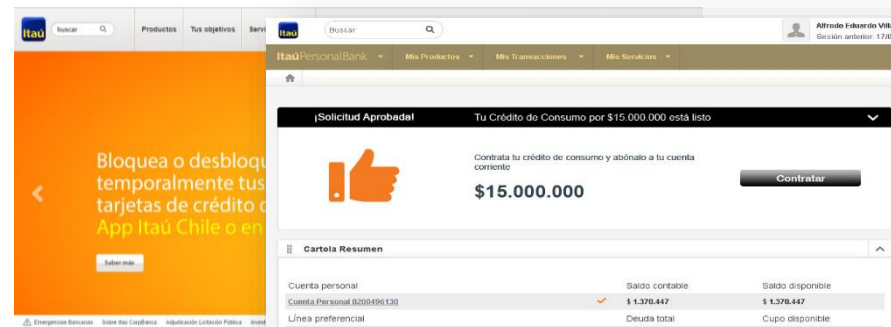 Itaú
buscar
Productos
Tus objetivos
Servi
Bloquea o desbloqu
temporalmente tus
tarjetas de crédito o
App Itaú Chile o en
Saber más
Emergencias Bancarias
Sobre Itaú CorpBanca
Adjudicación Licitación Pública
Itaú
Buscar
Alfredo Eduardo Villa
Sesión anterior: 17/0
ItaúPersonalBank
Mis Productos
Mis Transacciones
Mis Servicios
¡Solicitud Aprobada!
Tu Crédito de Consumo por $15.000.000 está listo
Contrata tu crédito de consumo y abónalo a tu cuenta
corriente
$15.000.000
Contratar
Cartola Resumen
Cuenta personal
Saldo contable
Saldo disponible
Cuenta Personal 0200496130
$ 1.370.447
$ 1.370.447
Línea preferencial
Deuda total
Cupo disponible